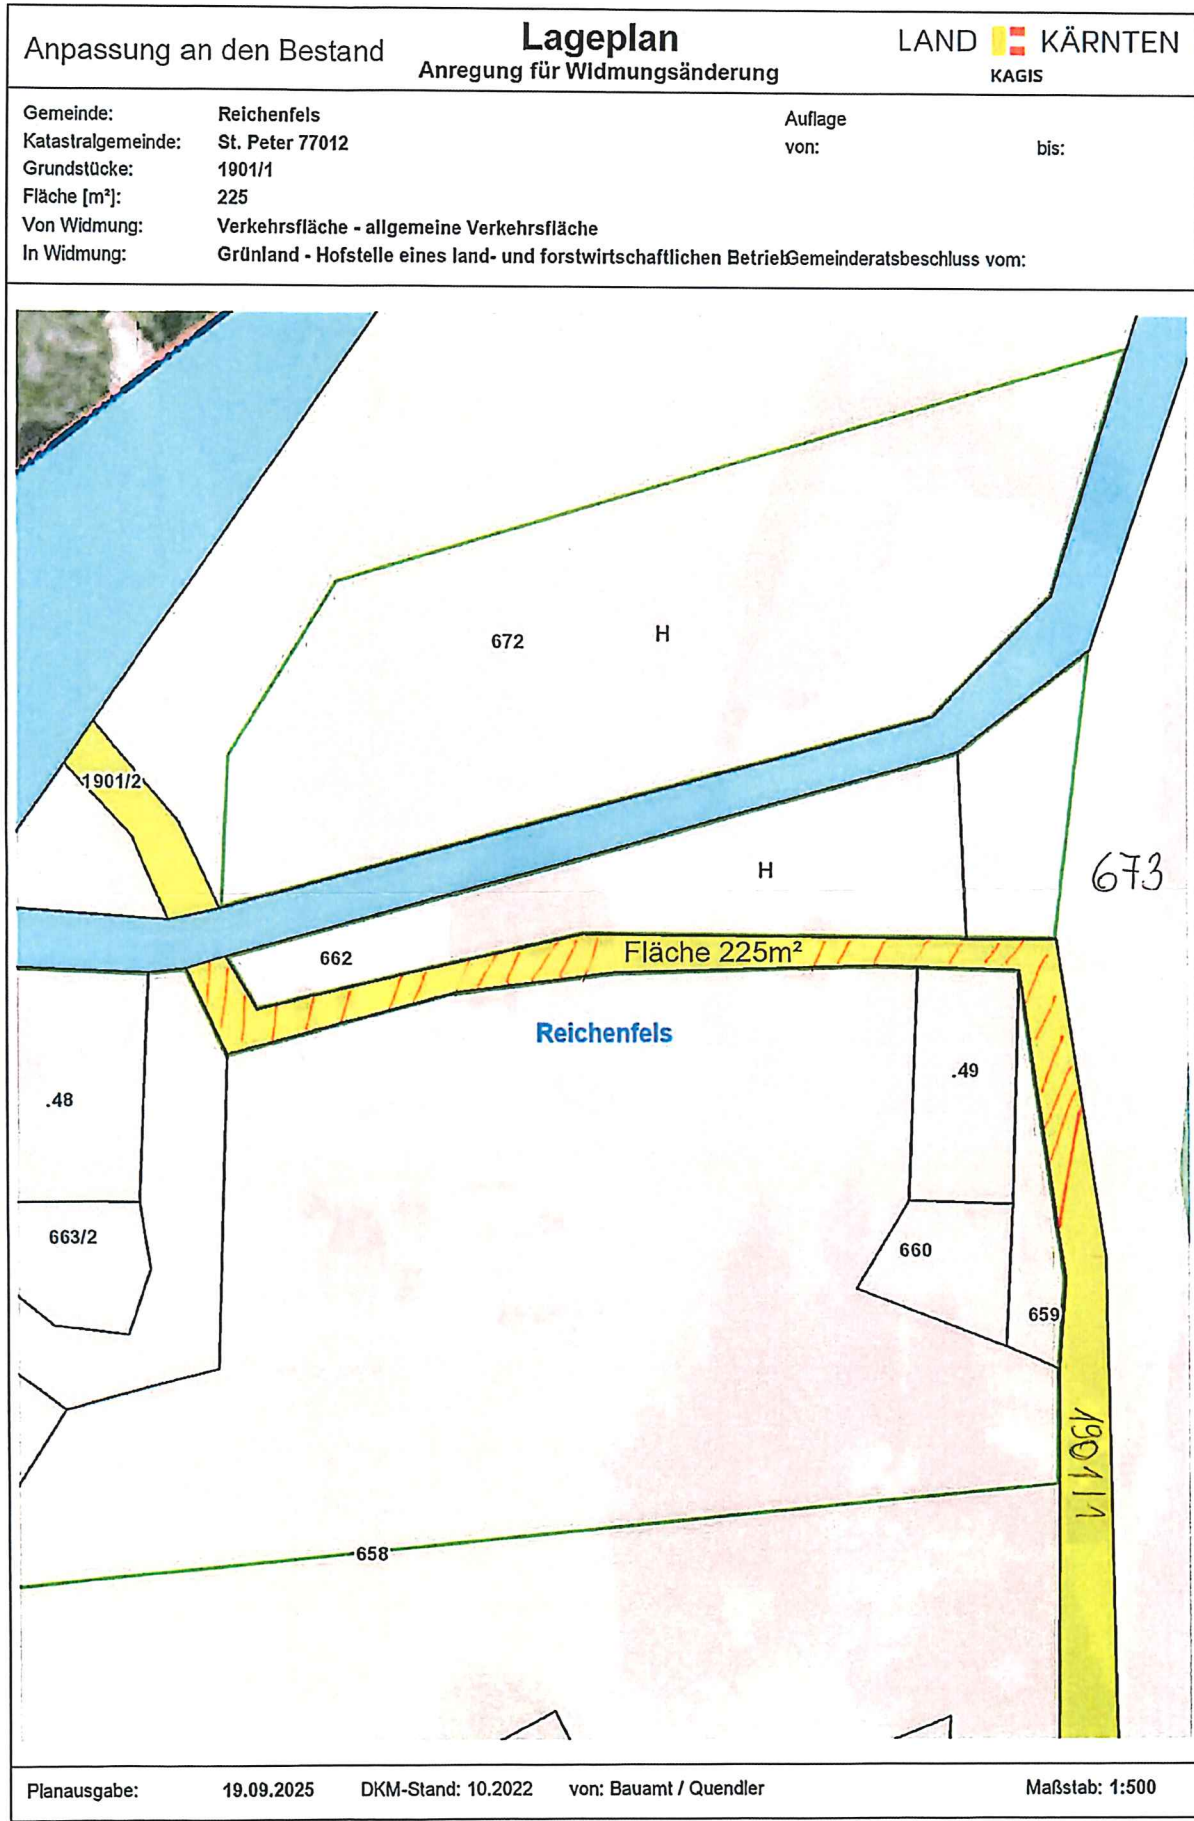 Anpassung an den Bestand
Lageplan
Anregung für Widmungsänderung
LAND KÄRNTEN
KAGIS
Gemeinde: Reichenfels
Katastralgemeinde: St. Peter 77012
Grundstücke: 1901/1
Fläche [m²]: 225
Von Widmung: Verkehrsfläche - allgemeine Verkehrsfläche
In Widmung: Grünland - Hofstelle eines land- und forstwirtschaftlichen Betrieb
Auflage
von: bis:
Gemeinderatsbeschluss vom:
672 H
1901/2
H
673
662
Fläche 225m²
Reichenfels
.49
.48
663/2
660
659
1901/1
658
Planausgabe: 19.09.2025 DKM-Stand: 10.2022 von: Bauamt / Quendler Maßstab: 1:500